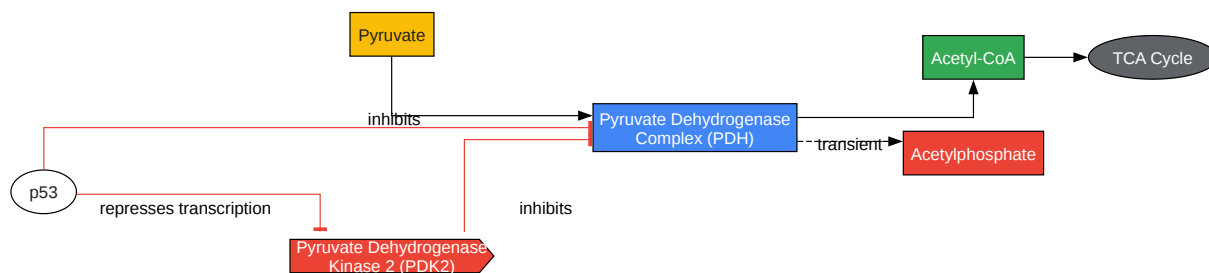 Pyruvate
Acetyl-CoA
TCA Cycle
inhibits
Pyruvate Dehydrogenase
Complex (PDH)
transient
Acetylphosphate
p53
represses transcription
inhibits
Pyruvate Dehydrogenase
Kinase 2 (PDK2)